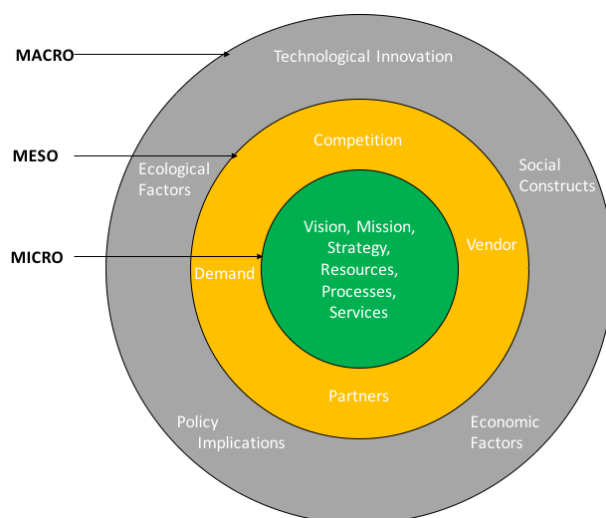 MACRO
Technological Innovation
MESO
Competition
Ecological
Factors
Social
Constructs
MICRO
Vision, Mission,
Strategy,
Resources,
Processes,
Services
Vendor
Demand
Partners
Policy
Implications
Economic
Factors